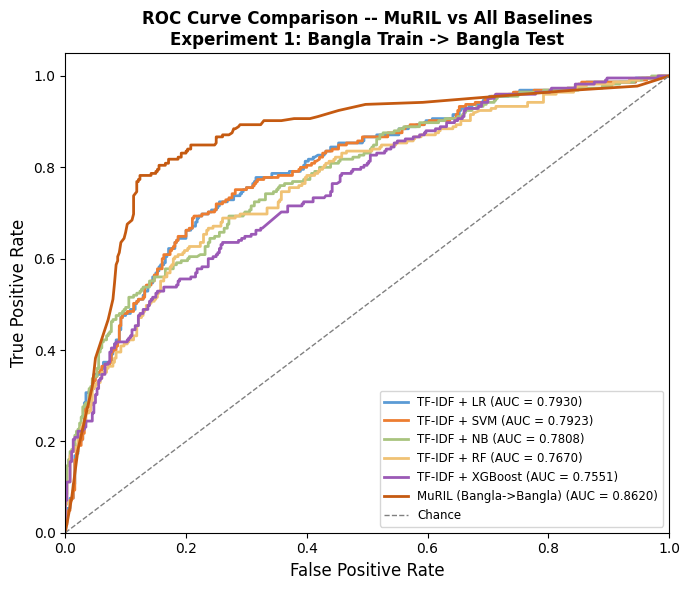 ROC Curve Comparison -- MuRIL vs All Baselines
Experiment 1: Bangla Train -> Bangla Test
True Positive Rate
1.0
0.8
0.6
0.4
0.2
0.0
TF-IDF + LR (AUC = 0.7930)
TF-IDF + SVM (AUC = 0.7923)
TF-IDF + NB (AUC = 0.7808)
TF-IDF + RF (AUC = 0.7670)
TF-IDF + XGBoost (AUC = 0.7551)
MuRIL (Bangla->Bangla) (AUC = 0.8620)
Chance
0.0 0.2 0.4 0.6 0.8 1.0
False Positive Rate